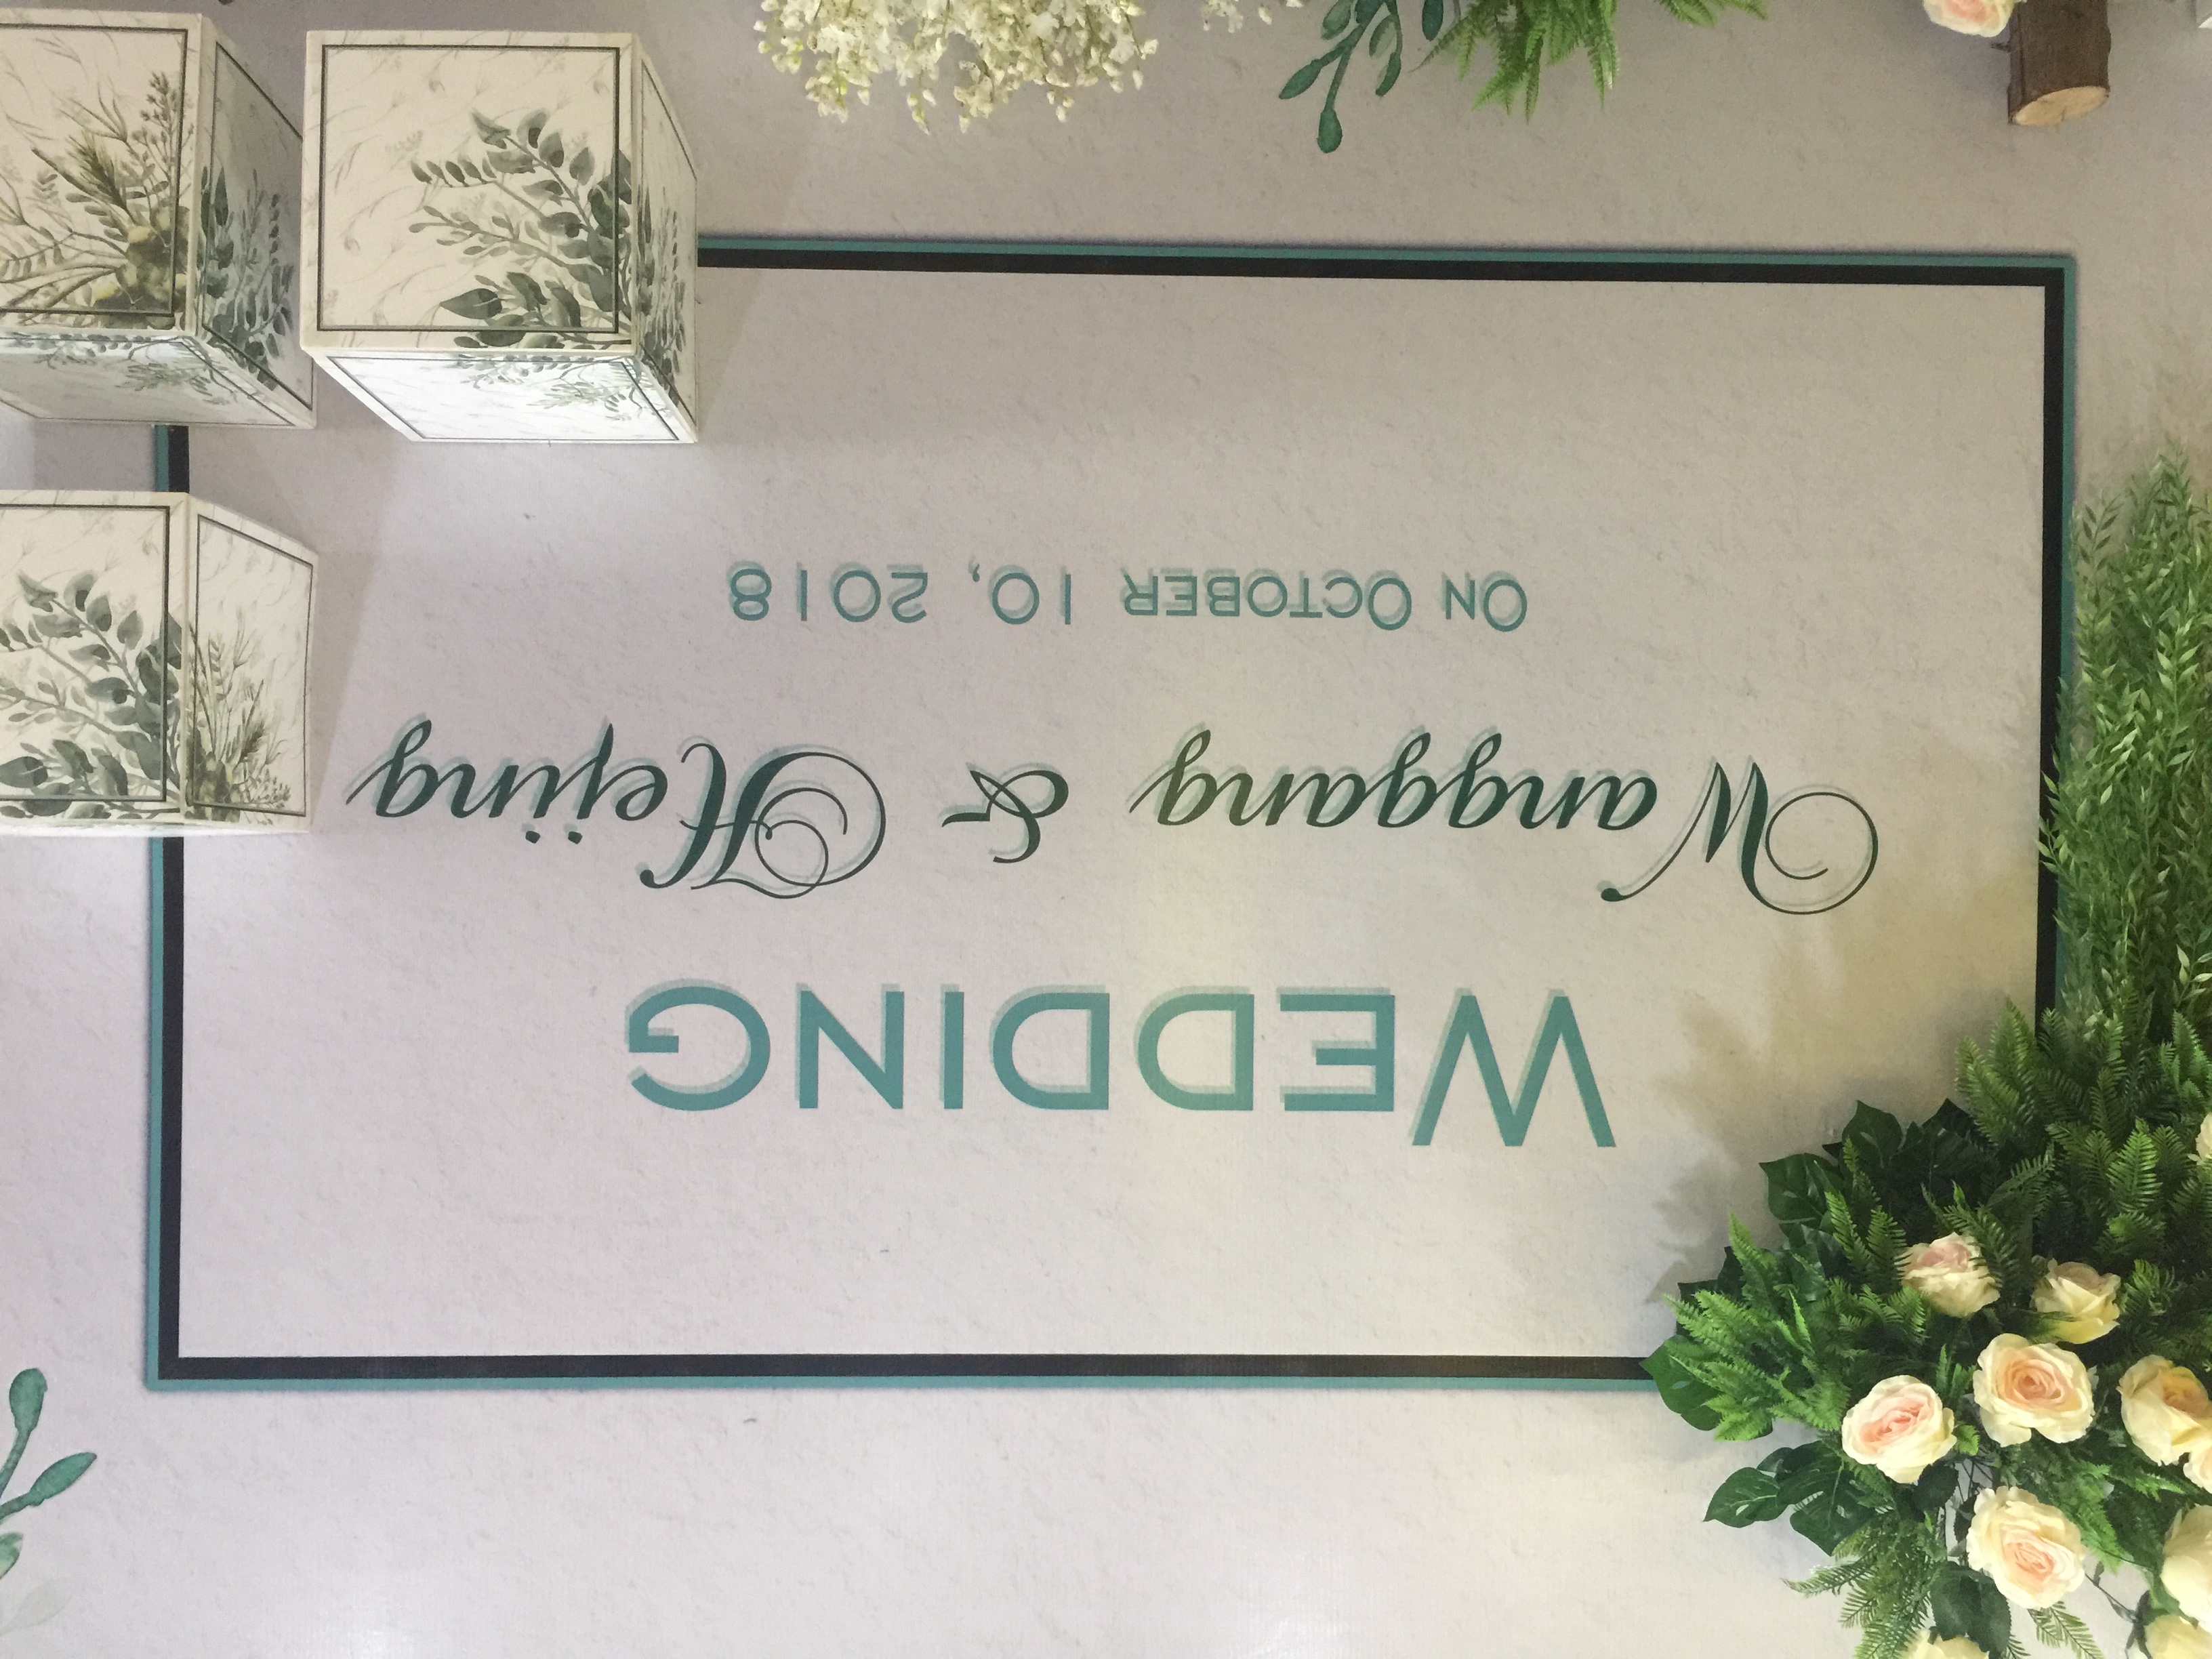 WEDDING
Wanggang & Hejing
ON OCTOBER 10, 2018